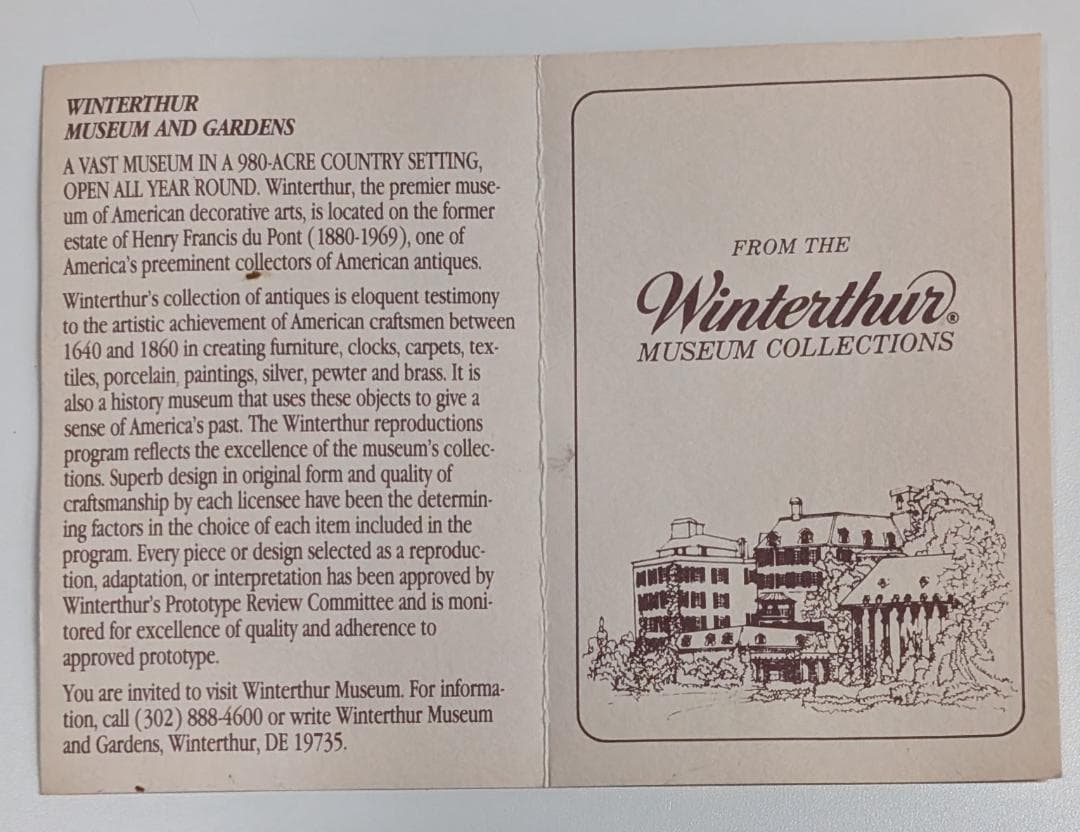 WINTERTHUR
MUSEUM AND GARDENS
A VAST MUSEUM IN A 980-ACRE COUNTRY SETTING,
OPEN ALL YEAR ROUND. Winterthur, the premier muse-
um of American decorative arts, is located on the former
estate of Henry Francis du Pont (1880-1969), one of
America's preeminent collectors of American antiques.
Winterthur's collection of antiques is eloquent testimony
to the artistic achievement of American craftsmen between
1640 and 1860 in creating furniture, clocks, carpets, tex-
tiles, porcelain, paintings, silver, pewter and brass. It is
also a history museum that uses these objects to give a
sense of America's past. The Winterthur reproductions
program reflects the excellence of the museum's collec-
tions. Superb design in original form and quality of
craftsmanship by each licensee have been the determin-
ing factors in the choice of each item included in the
program. Every piece or design selected as a reproduc-
tion, adaptation, or interpretation has been approved by
Winterthur's Prototype Review Committee and is moni-
tored for excellence of quality and adherence to
approved prototype.
You are invited to visit Winterthur Museum. For informa-
tion, call (302) 888-4600 or write Winterthur Museum
and Gardens, Winterthur, DE 19735.
FROM THE
Winterthur®
MUSEUM COLLECTIONS